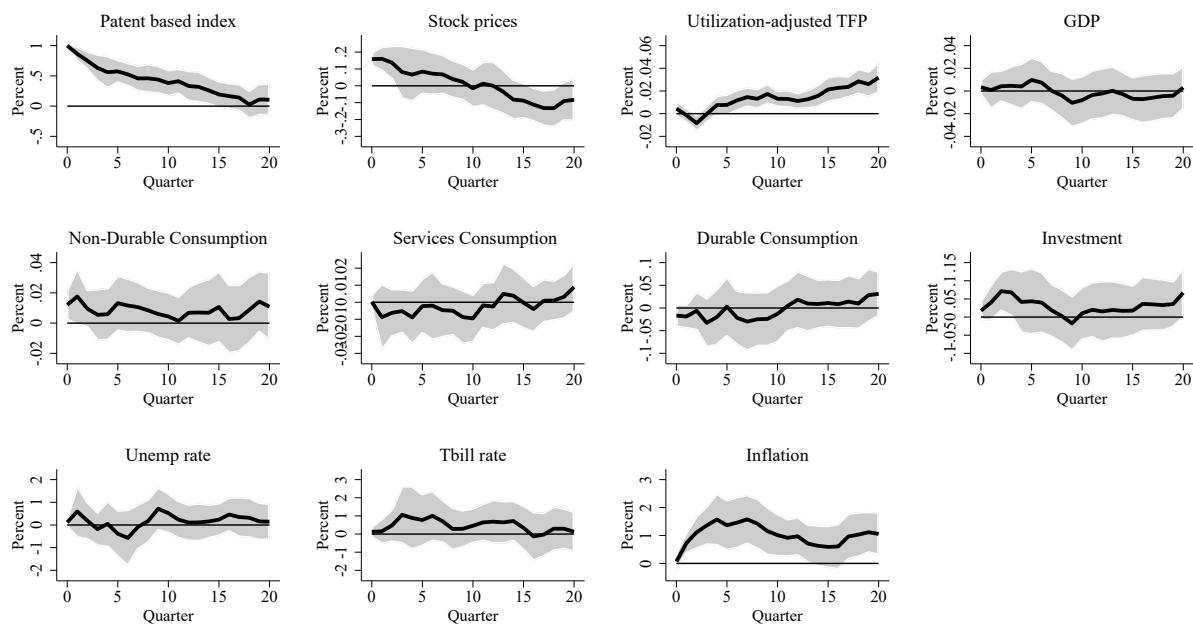 Patent based index
Percent
-.5 0 .5 1
0 5 10 15 20
Quarter
Stock prices
Percent
-.3-.2-.1 0 .1 .2
0 5 10 15 20
Quarter
Utilization-adjusted TFP
Percent
-.02 0 .02.04.06
0 5 10 15 20
Quarter
GDP
Percent
-.04-.02 0 .02.04
0 5 10 15 20
Quarter
Non-Durable Consumption
Percent
-.02 0 .02 .04
0 5 10 15 20
Quarter
Services Consumption
Percent
0 5 10 15 20
Quarter
Durable Consumption
Percent
-.1-.05 0 .05 .1
0 5 10 15 20
Quarter
Investment
Percent
-.1-.05 0 .05 .1 .15
0 5 10 15 20
Quarter
Unemp rate
Percent
-2 -1 0 1 2
0 5 10 15 20
Quarter
Tbill rate
Percent
-2 -1 0 1 2 3
0 5 10 15 20
Quarter
Inflation
Percent
0 1 2 3
0 5 10 15 20
Quarter